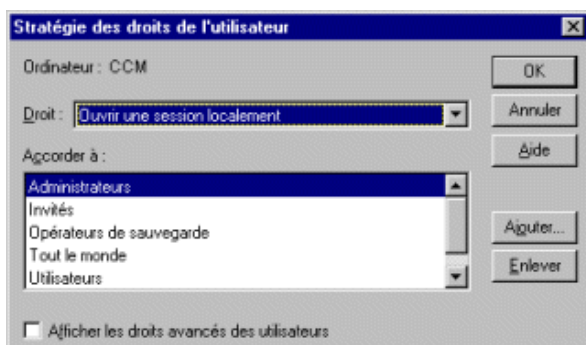 Stratégie des droits de l'utilisateur
Ordinateur : CCM
OK
Droit : Ouvrir une session localement
Annuler
Aide
Accorder à :
Administrateurs
Invités
Opérateurs de sauvegarde
Tout le monde
Utilisateurs
Ajouter...
Enlever
Afficher les droits avancés des utilisateurs